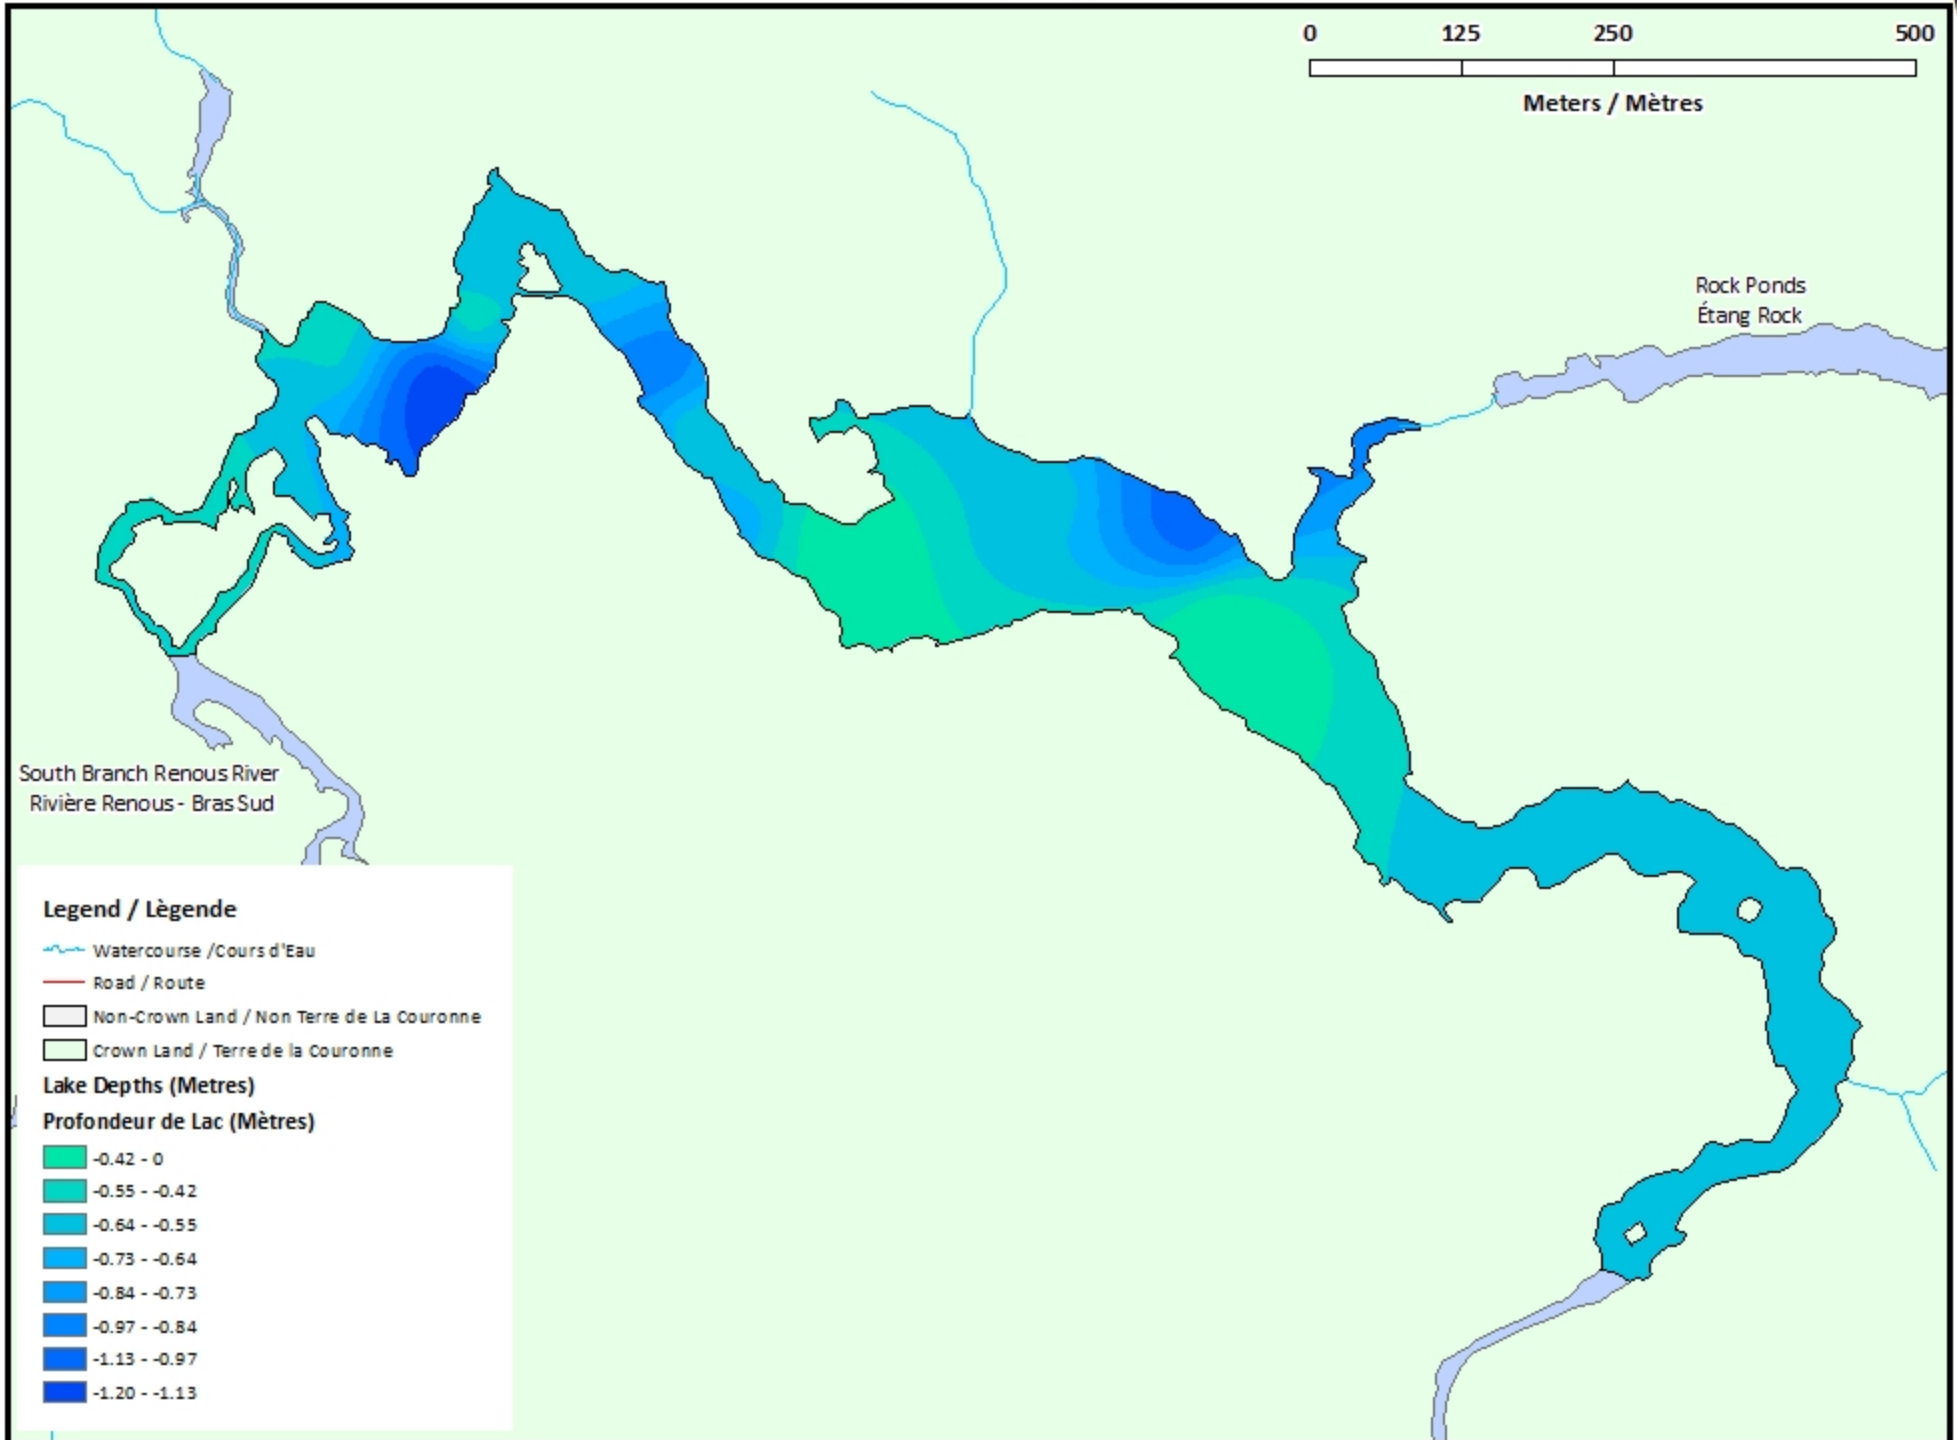 0 125 250 500
Meters / Mètres
Rock Ponds
Étang Rock
South Branch Renous River
Rivière Renous - Bras Sud
Legend / Lègende
Watercourse /Cours d'Eau
Road / Route
Non-Crown Land / Non Terre de La Couronne
Crown Land / Terre de la Couronne
Lake Depths (Metres)
Profondeur de Lac (Mètres)
-0.42 - 0
-0.55 - -0.42
-0.64 - -0.55
-0.73 - -0.64
-0.84 - -0.73
-0.97 - -0.84
-1.13 - -0.97
-1.20 - -1.13